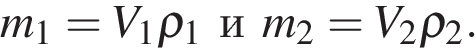 m₁ = V₁ρ₁ и m₂ = V₂ρ₂.